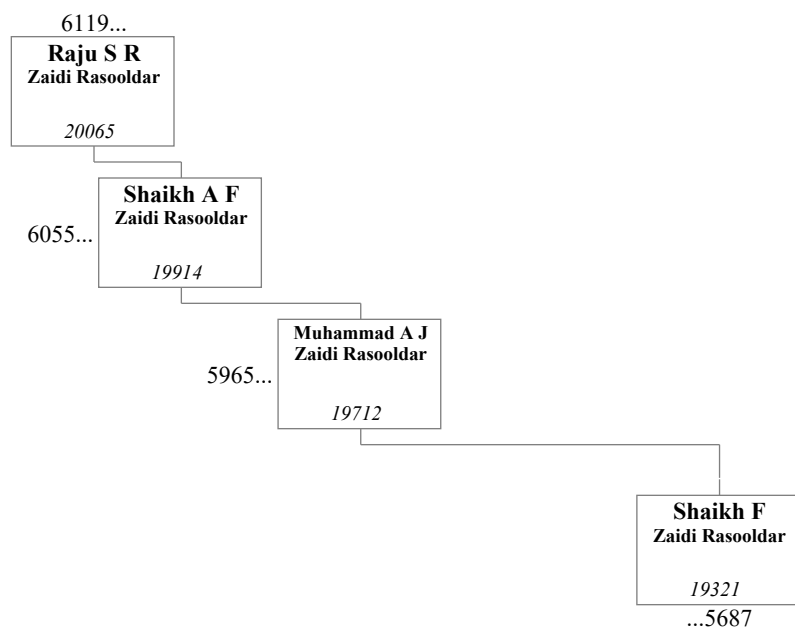 6119...
Raju S R
Zaidi Rasooldar
20065
Shaikh A F
Zaidi Rasooldar
6055...
19914
Muhammad A J
Zaidi Rasooldar
5965...
19712
Shaikh F
Zaidi Rasooldar
19321
...5687